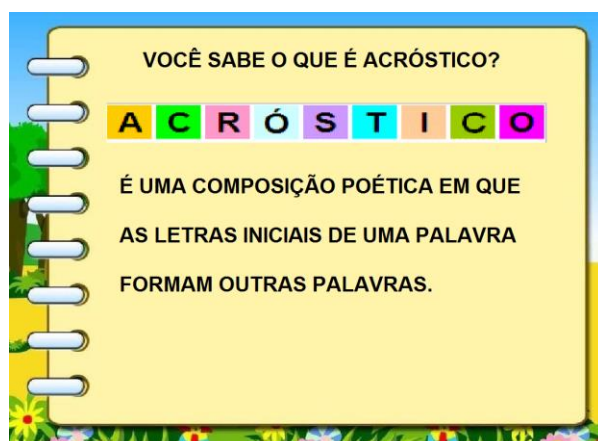 VOCÊ SABE O QUE É ACRÓSTICO?
A C R Ó S T I C O
É UMA COMPOSIÇÃO POÉTICA EM QUE
AS LETRAS INICIAIS DE UMA PALAVRA
FORMAM OUTRAS PALAVRAS.